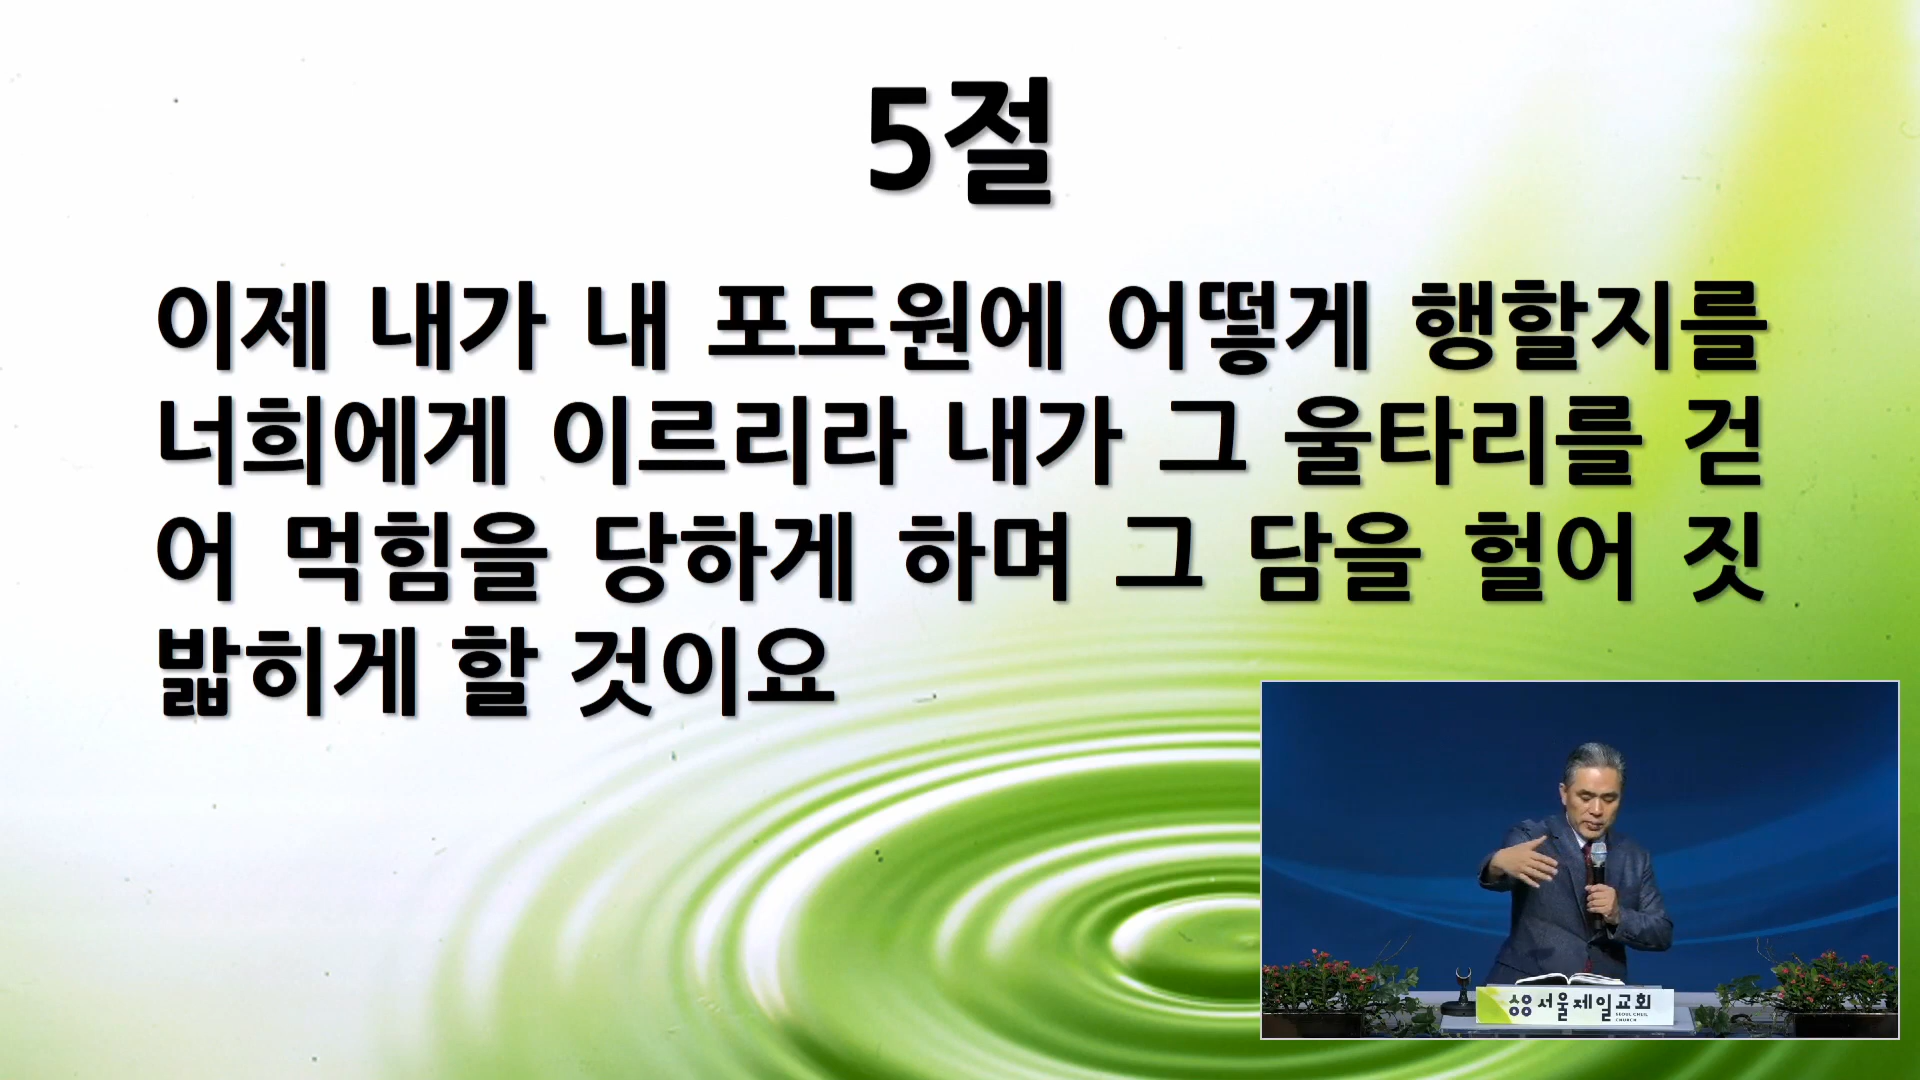 5절
이제 내가 내 포도원에 어떻게 행할지를
너희에게 이르리라 내가 그 울타리를 걷
어 먹힘을 당하게 하며 그 담을 헐어 짓
밟히게 할 것이요
서울제일교회
SEOUL CHEIL
CHURCH